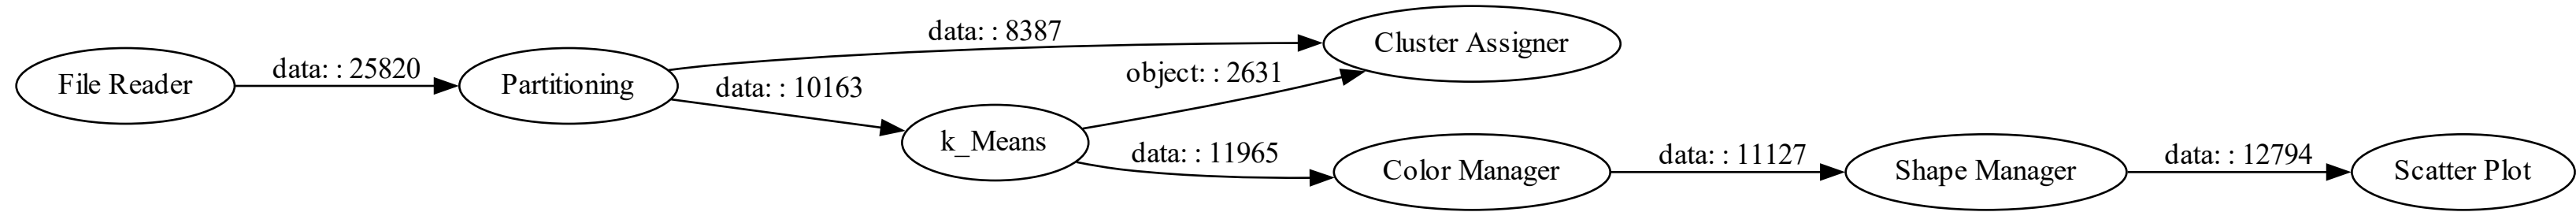 File Reader
data: : 25820
Partitioning
data: : 8387
data: : 10163
k_Means
object: : 2631
data: : 11965
Cluster Assigner
Color Manager
data: : 11127
Shape Manager
data: : 12794
Scatter Plot